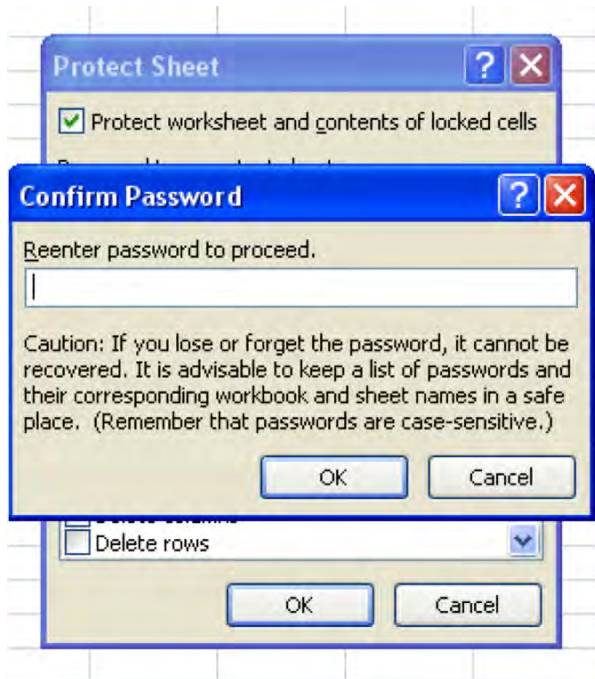 Protect Sheet
Protect worksheet and contents of locked cells
Confirm Password
Reenter password to proceed.
Caution: If you lose or forget the password, it cannot be
recovered. It is advisable to keep a list of passwords and
their corresponding workbook and sheet names in a safe
place. (Remember that passwords are case-sensitive.)
OK Cancel
Delete rows
OK Cancel